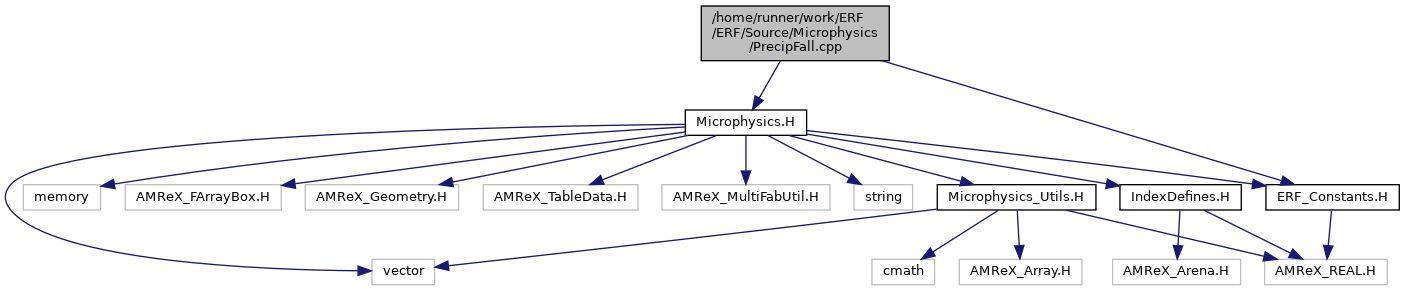 /home/runner/work/ERF
/ERF/Source/Microphysics
/PrecipFall.cpp
Microphysics.H
memory
AMReX_FArrayBox.H
AMReX_Geometry.H
AMReX_TableData.H
AMReX_MultiFabUtil.H
string
Microphysics_Utils.H
IndexDefines.H
ERF_Constants.H
vector
cmath
AMReX_Array.H
AMReX_Arena.H
AMReX_REAL.H